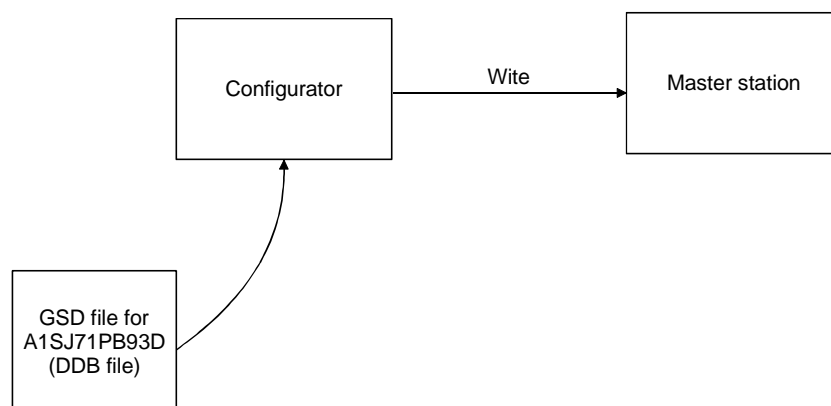 Wite
Configurator
Master station
GSD file for
A1SJ71PB93D
(DDB file)